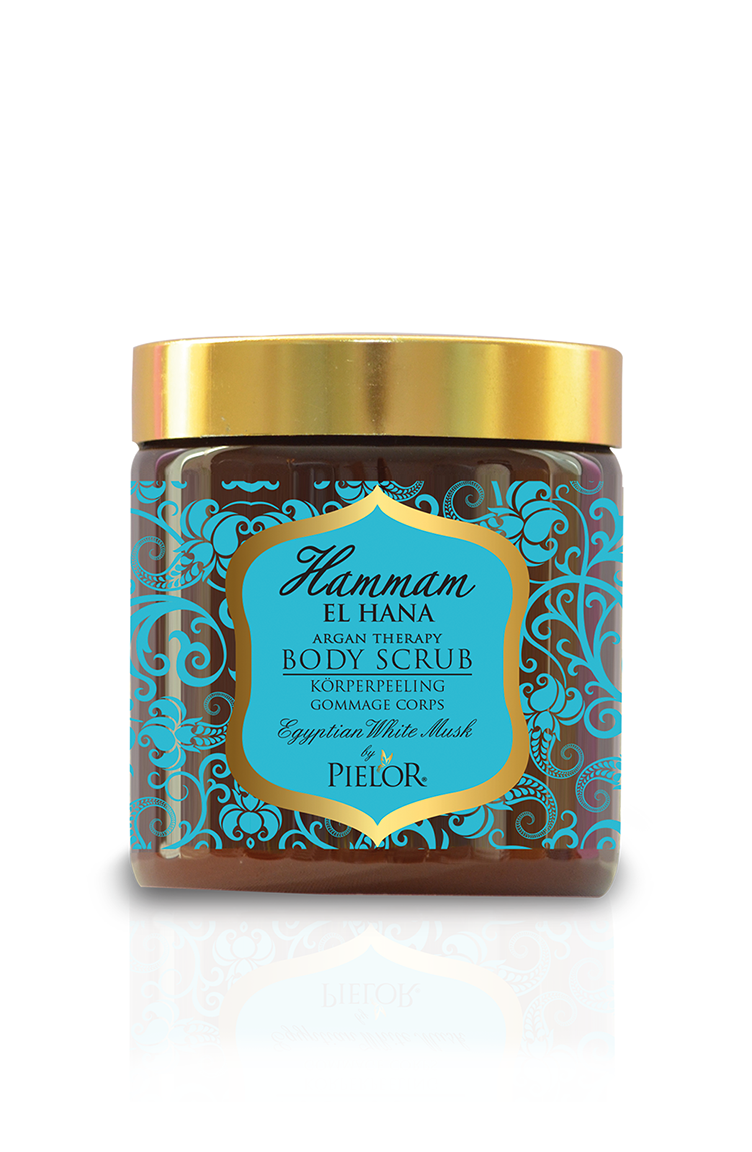 Hammam
EL HANA
ARGAN THERAPY
BODY SCRUB
KÖRPERPEELING
GOMMAGE CORPS
Egyptian White Musk
by
PIELOR®